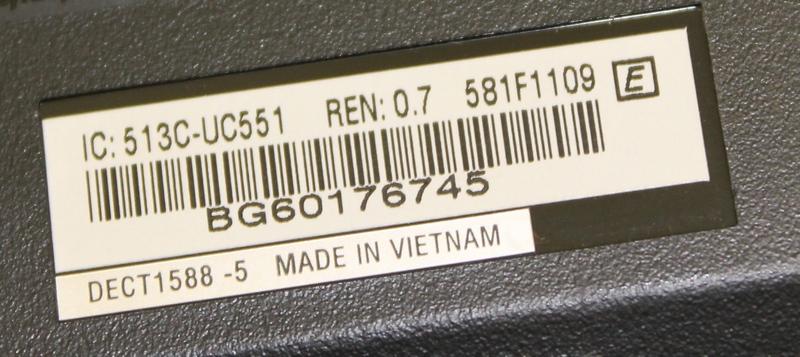 IC: 513C-UC551 REN: 0.7 581F1109 E
BG60176745
DECT1588 -5 MADE IN VIETNAM